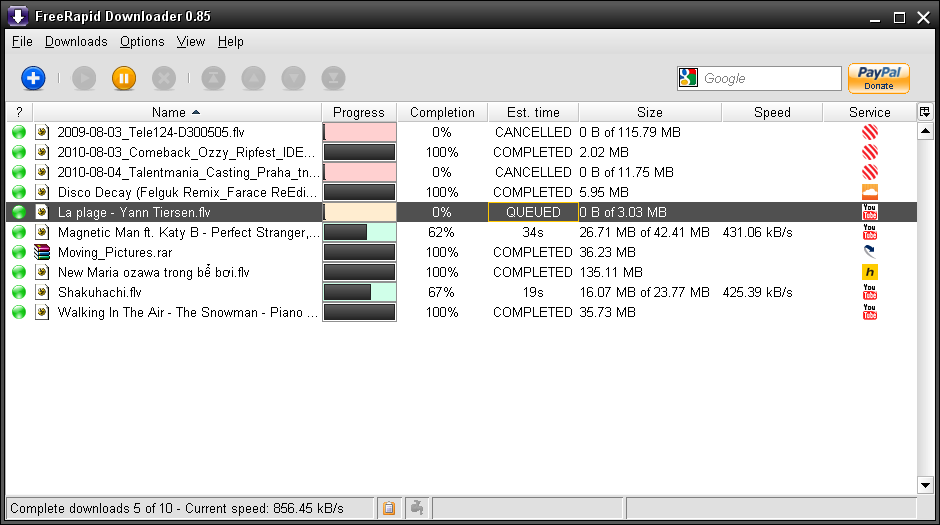 FreeRapid Downloader 0.85
File Downloads Options View Help
Google PayPal
Donate
? Name Progress Completion Est. time Size Speed Service
2009-08-03_Tele124-D300505.flv 0% CANCELLED 0 B of 115.79 MB
2010-08-03_Comeback_Ozzy_Ripfest_IDE... 100% COMPLETED 2.02 MB
2010-08-04_Talentmania_Casting_Praha_tn... 0% CANCELLED 0 B of 11.75 MB
Disco Decay (Felguk Remix_Farace ReEdi... 100% COMPLETED 5.95 MB
La plage - Yann Tiersen.flv 0% QUEUED 0 B of 3.03 MB You Tube
Magnetic Man ft. Katy B - Perfect Stranger,... 62% 34s 26.71 MB of 42.41 MB 431.06 kB/s You Tube
Moving_Pictures.rar 100% COMPLETED 36.23 MB
New Maria ozawa trong bể bơi.flv 100% COMPLETED 135.11 MB h
Shakuhachi.flv 67% 19s 16.07 MB of 23.77 MB 425.39 kB/s You Tube
Walking In The Air - The Snowman - Piano ... 100% COMPLETED 35.73 MB You Tube
Complete downloads 5 of 10 - Current speed: 856.45 kB/s